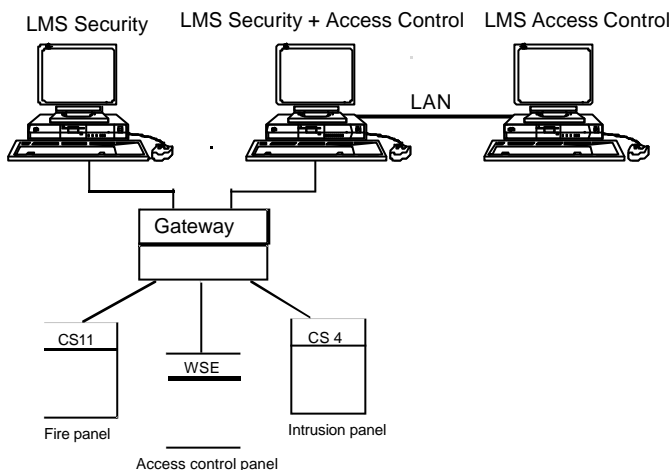 LMS Security
LMS Security + Access Control
LMS Access Control
LAN
Gateway
CS11
WSE
CS 4
Fire panel
Access control panel
Intrusion panel